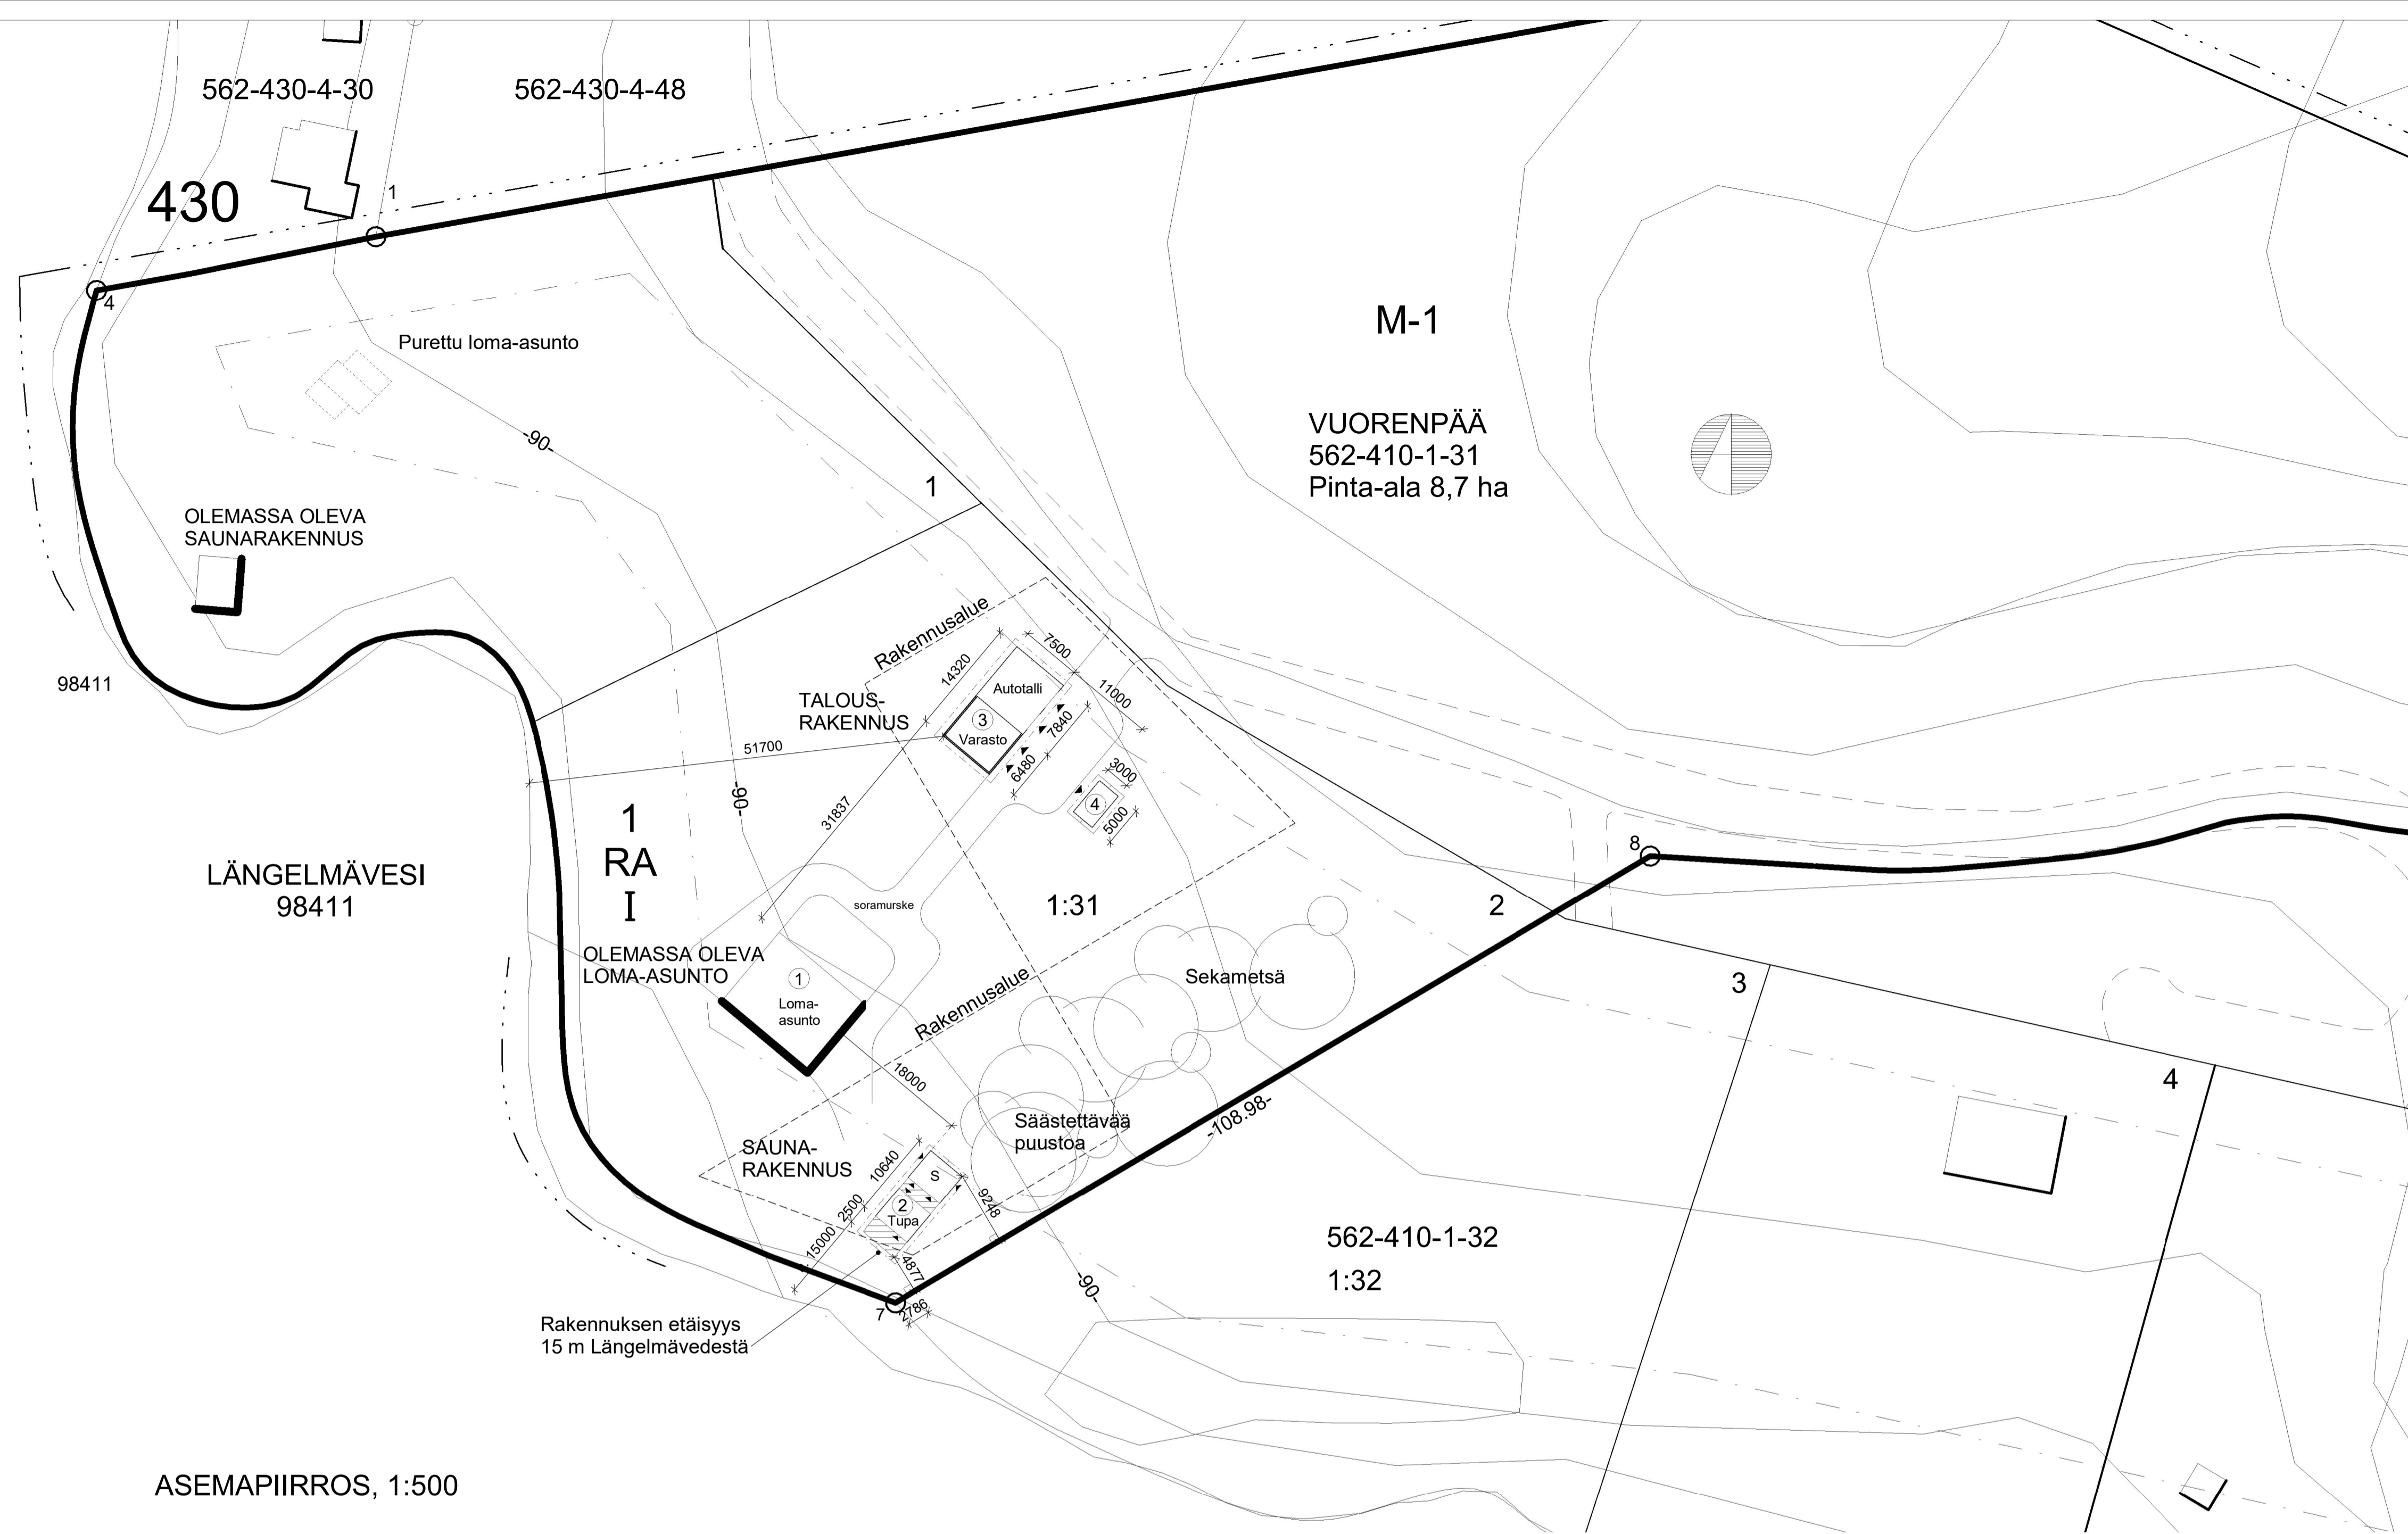 562-430-4-30
562-430-4-48
430
1
4
Purettu loma-asunto
M-1
VUORENPÄÄ
562-410-1-31
Pinta-ala 8,7 ha
-90-
1
OLEMASSA OLEVA
SAUNARAKENNUS
98411
Rakennusalue
7500
14320
Autotalli
11000
TALOUS-
RAKENNUS
3
Varasto
7840
51700
6480
3000
4
5000
-90-
31837
1
RA
I
LÄNGELMÄVESI
98411
8
soramurske
1:31
2
OLEMASSA OLEVA
LOMA-ASUNTO
1
Loma-
asunto
Rakennusalue
Sekametsä
3
18000
4
Säästettävää
puustoa
-108.98-
SAUNA-
RAKENNUS
10640
S
2500
2
Tupa
9248
15000
4877
562-410-1-32
1:32
-90-
7
2786
Rakennuksen etäisyys
15 m Längelmävedestä
ASEMAPIIRROS, 1:500